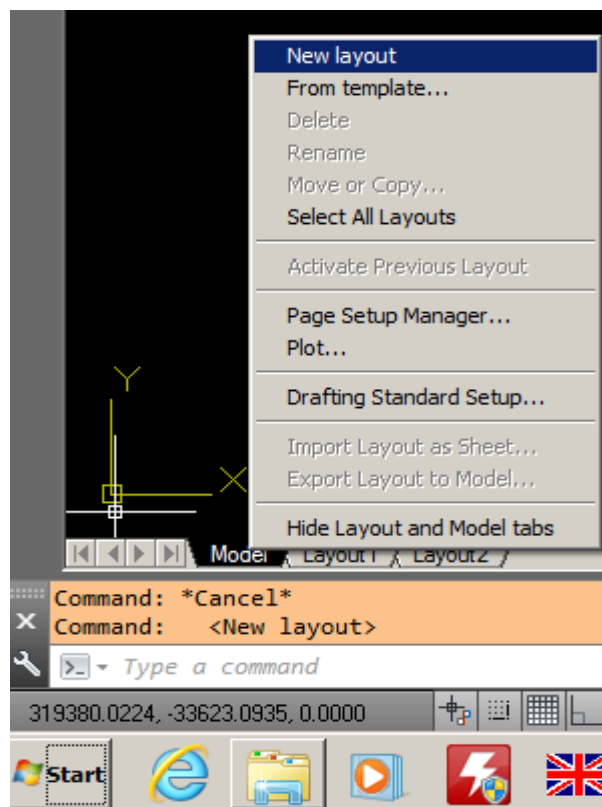 New layout
From template...
Delete
Rename
Move or Copy...
Select All Layouts
Activate Previous Layout
Page Setup Manager...
Plot...
Drafting Standard Setup...
Import Layout as Sheet...
Export Layout to Model...
Hide Layout and Model tabs
Y
X
Model Layout1 Layout2
Command: *Cancel*
Command: <New layout>
Type a command
319380.0224, -33623.0935, 0.0000
Start